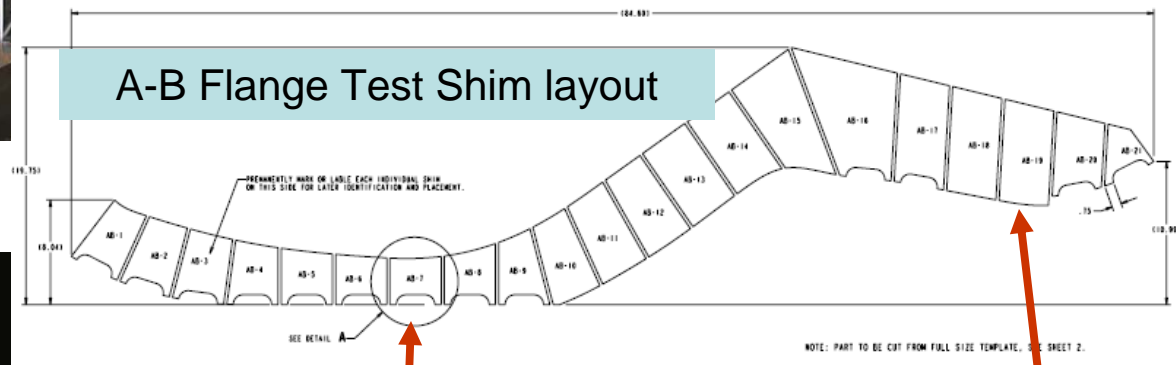 (84.60)
A-B Flange Test Shim layout
(19.75)
(8.04)
PREMANENTLY MARK OR LABLE EACH INDIVIDUAL SHIM
ON THIS SIDE FOR LATER IDENTIFICATION AND PLACEMENT.
AB-1
AB-2
AB-3
AB-4
AB-5
AB-6
AB-7
AB-8
AB-9
AB-10
AB-11
AB-12
AB-13
AB-14
AB-15
AB-16
AB-17
AB-18
AB-19
AB-20
AB-21
.75
SEE DETAIL A
NOTE: PART TO BE CUT FROM FULL SIZE TEMPLATE, SHEET 2.